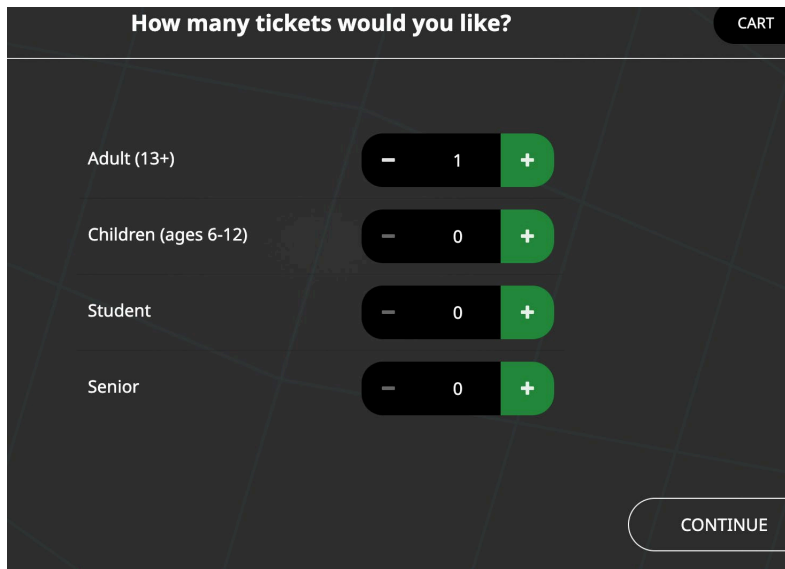 How many tickets would you like?
CART
Adult (13+)
− 1 +
Children (ages 6-12)
− 0 +
Student
− 0 +
Senior
− 0 +
CONTINUE